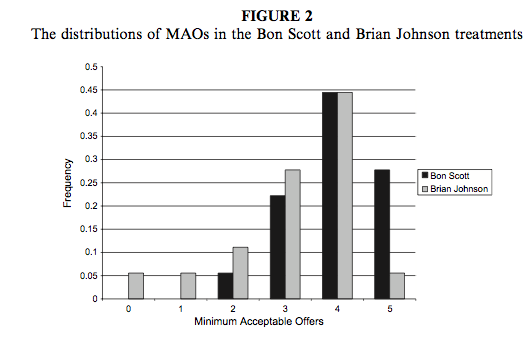 FIGURE 2
The distributions of MAOs in the Bon Scott and Brian Johnson treatments
0.5
0.45
0.4
0.35
0.3
0.25
0.2
0.15
0.1
0.05
0
Frequency
0 1 2 3 4 5
Minimum Acceptable Offers
Bon Scott
Brian Johnson